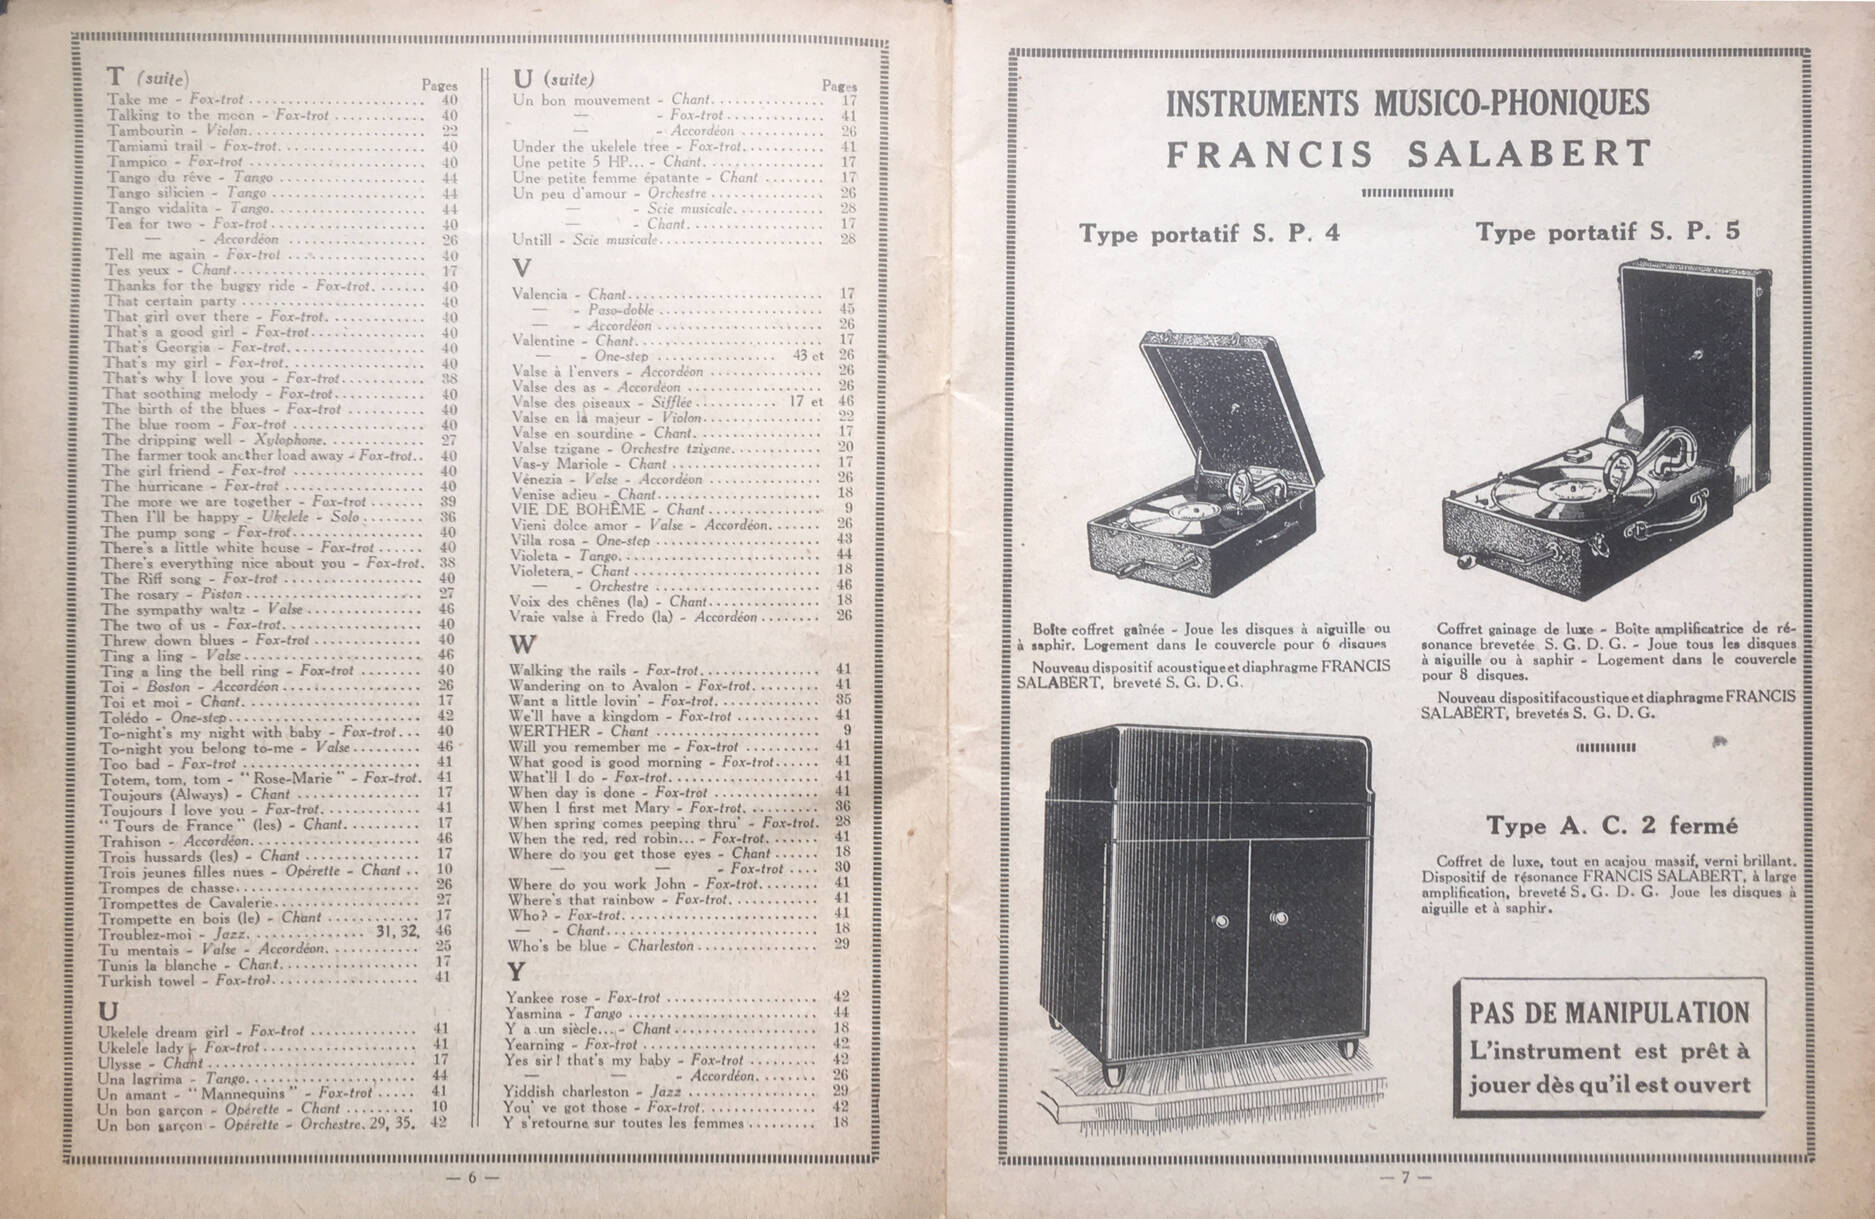 T (suite)
Pages
Take me - Fox-trot ........ 40
Talking to the moon - Fox-trot ........ 40
Tambourin - Violon ........ 22
Tamiami trail - Fox-trot ........ 40
Tampico - Fox-trot ........ 40
Tango du rêve - Tango ........ 44
Tango silicien - Tango ........ 44
Tango vidalita - Tango ........ 44
Tea for two - Fox-trot ........ 40
— - Accordéon ........ 26
Tell me again - Fox-trot ........ 40
Tes yeux - Chant ........ 17
Thanks for the buggy ride - Fox-trot ........ 40
That certain party ........ 40
That girl over there - Fox-trot ........ 40
That's a good girl - Fox-trot ........ 40
That's Georgia - Fox-trot ........ 40
That's my girl - Fox-trot ........ 40
That's why I love you - Fox-trot ........ 38
That soothing melody - Fox-trot ........ 40
The birth of the blues - Fox-trot ........ 40
The blue room - Fox-trot ........ 40
The dripping well - Xylophone ........ 27
The farmer took another load away - Fox-trot .. 40
The girl friend - Fox-trot ........ 40
The hurricane - Fox-trot ........ 40
The more we are together - Fox-trot ........ 39
Then I'll be happy - Ukelele - Solo ........ 36
The pump song - Fox-trot ........ 40
There's a little white house - Fox-trot ........ 40
There's everything nice about you - Fox-trot. 38
The Riff song - Fox-trot ........ 40
The rosary - Piston ........ 27
The sympathy waltz - Valse ........ 46
The two of us - Fox-trot ........ 40
Threw down blues - Fox-trot ........ 40
Ting a ling - Valse ........ 46
Ting a ling the bell ring - Fox-trot ........ 40
Toi - Boston - Accordéon ........ 26
Toi et moi - Chant ........ 17
Tolédo - One-step ........ 42
To-night's my night with baby - Fox-trot ... 40
To-night you belong to-me - Valse ........ 46
Too bad - Fox-trot ........ 41
Totem, tom, tom - "Rose-Marie" - Fox-trot. 41
Toujours (Always) - Chant ........ 17
Toujours I love you - Fox-trot ........ 41
"Tours de France" (les) - Chant ........ 17
Trahison - Accordéon ........ 46
Trois hussards (les) - Chant ........ 17
Trois jeunes filles nues - Opérette - Chant .. 10
Trompes de chasse ........ 26
Trompettes de Cavalerie ........ 27
Trompette en bois (le) - Chant ........ 17
Troublez-moi - Jazz ........ 31, 32, 46
Tu mentais - Valse - Accordéon ........ 25
Tunis la blanche - Chant ........ 17
Turkish towel - Fox-trot ........ 41
U
Ukelele dream girl - Fox-trot ........ 41
Ukelele lady - Fox-trot ........ 41
Ulysse - Chant ........ 17
Una lagrima - Tango ........ 44
Un amant - "Mannequins" - Fox-trot ..... 41
Un bon garçon - Opérette - Chant ........ 10
Un bon garçon - Opérette - Orchestre. 29, 35, 42
U (suite)
Pages
Un bon mouvement - Chant ........ 17
— - Fox-trot ........ 41
— - Accordéon ........ 26
Under the ukelele tree - Fox-trot ........ 41
Une petite 5 HP... - Chant ........ 17
Une petite femme épatante - Chant ........ 17
Un peu d'amour - Orchestre ........ 26
— - Scie musicale ........ 28
— - Chant ........ 17
Untill - Scie musicale ........ 28
V
Valencia - Chant ........ 17
— - Paso-doble ........ 45
— - Accordéon ........ 26
Valentine - Chant ........ 17
— - One-step ........ 43 et 26
Valse à l'envers - Accordéon ........ 26
Valse des as - Accordéon ........ 26
Valse des oiseaux - Sifflée ........ 17 et 46
Valse en la majeur - Violon ........ 22
Valse en sourdine - Chant ........ 17
Valse tzigane - Orchestre tzigane ........ 20
Vas-y Mariole - Chant ........ 17
Vénezia - Valse - Accordéon ........ 26
Venise adieu - Chant ........ 18
VIE DE BOHÊME - Chant ........ 9
Vieni dolce amor - Valse - Accordéon ........ 26
Villa rosa - One-step ........ 43
Violeta - Tango ........ 44
Violetera - Chant ........ 18
— - Orchestre ........ 46
Voix des chênes (la) - Chant ........ 18
Vraie valse à Fredo (la) - Accordéon ........ 26
W
Walking the rails - Fox-trot ........ 41
Wandering on to Avalon - Fox-trot ........ 41
Want a little lovin' - Fox-trot ........ 35
We'll have a kingdom - Fox-trot ........ 41
WERTHER - Chant ........ 9
Will you remember me - Fox-trot ........ 41
What good is good morning - Fox-trot ........ 41
What'll I do - Fox-trot ........ 41
When day is done - Fox-trot ........ 41
When I first met Mary - Fox-trot ........ 36
When spring comes peeping thru' - Fox-trot. 28
When the red, red robin... - Fox-trot ........ 41
Where do you get those eyes - Chant ...... 18
— — - Fox-trot .... 30
Where do you work John - Fox-trot ........ 41
Where's that rainbow - Fox-trot ........ 41
Who? - Fox-trot ........ 41
— - Chant ........ 18
Who's be blue - Charleston ........ 29
Y
Yankee rose - Fox-trot ........ 42
Yasmina - Tango ........ 44
Y a un siècle... - Chant ........ 18
Yearning - Fox-trot ........ 42
Yes sir! that's my baby - Fox-trot ........ 42
— — - Accordéon ........ 26
Yiddish charleston - Jazz ........ 29
You' ve got those - Fox-trot ........ 42
Y s'retourne sur toutes les femmes ........ 18
— 6 —
INSTRUMENTS MUSICO-PHONIQUES
FRANCIS SALABERT
Type portatif S. P. 4
Boîte coffret gaînée - Joue les disques à aiguille ou
à saphir. Logement dans le couvercle pour 6 disques
Nouveau dispositif acoustique et diaphragme FRANCIS
SALABERT, breveté S. G. D. G.
Type portatif S. P. 5
Coffret gainage de luxe - Boîte amplificatrice de ré-
sonance brevetée S. G. D. G. - Joue tous les disques
à aiguille ou à saphir - Logement dans le couvercle
pour 8 disques.
Nouveau dispositif acoustique et diaphragme FRANCIS
SALABERT, brevetés S. G. D. G.
Type A. C. 2 fermé
Coffret de luxe, tout en acajou massif, verni brillant.
Dispositif de résonance FRANCIS SALABERT, à large
amplification, breveté S. G. D. G. Joue les disques à
aiguille et à saphir.
PAS DE MANIPULATION
L'instrument est prêt à
jouer dès qu'il est ouvert
— 7 —